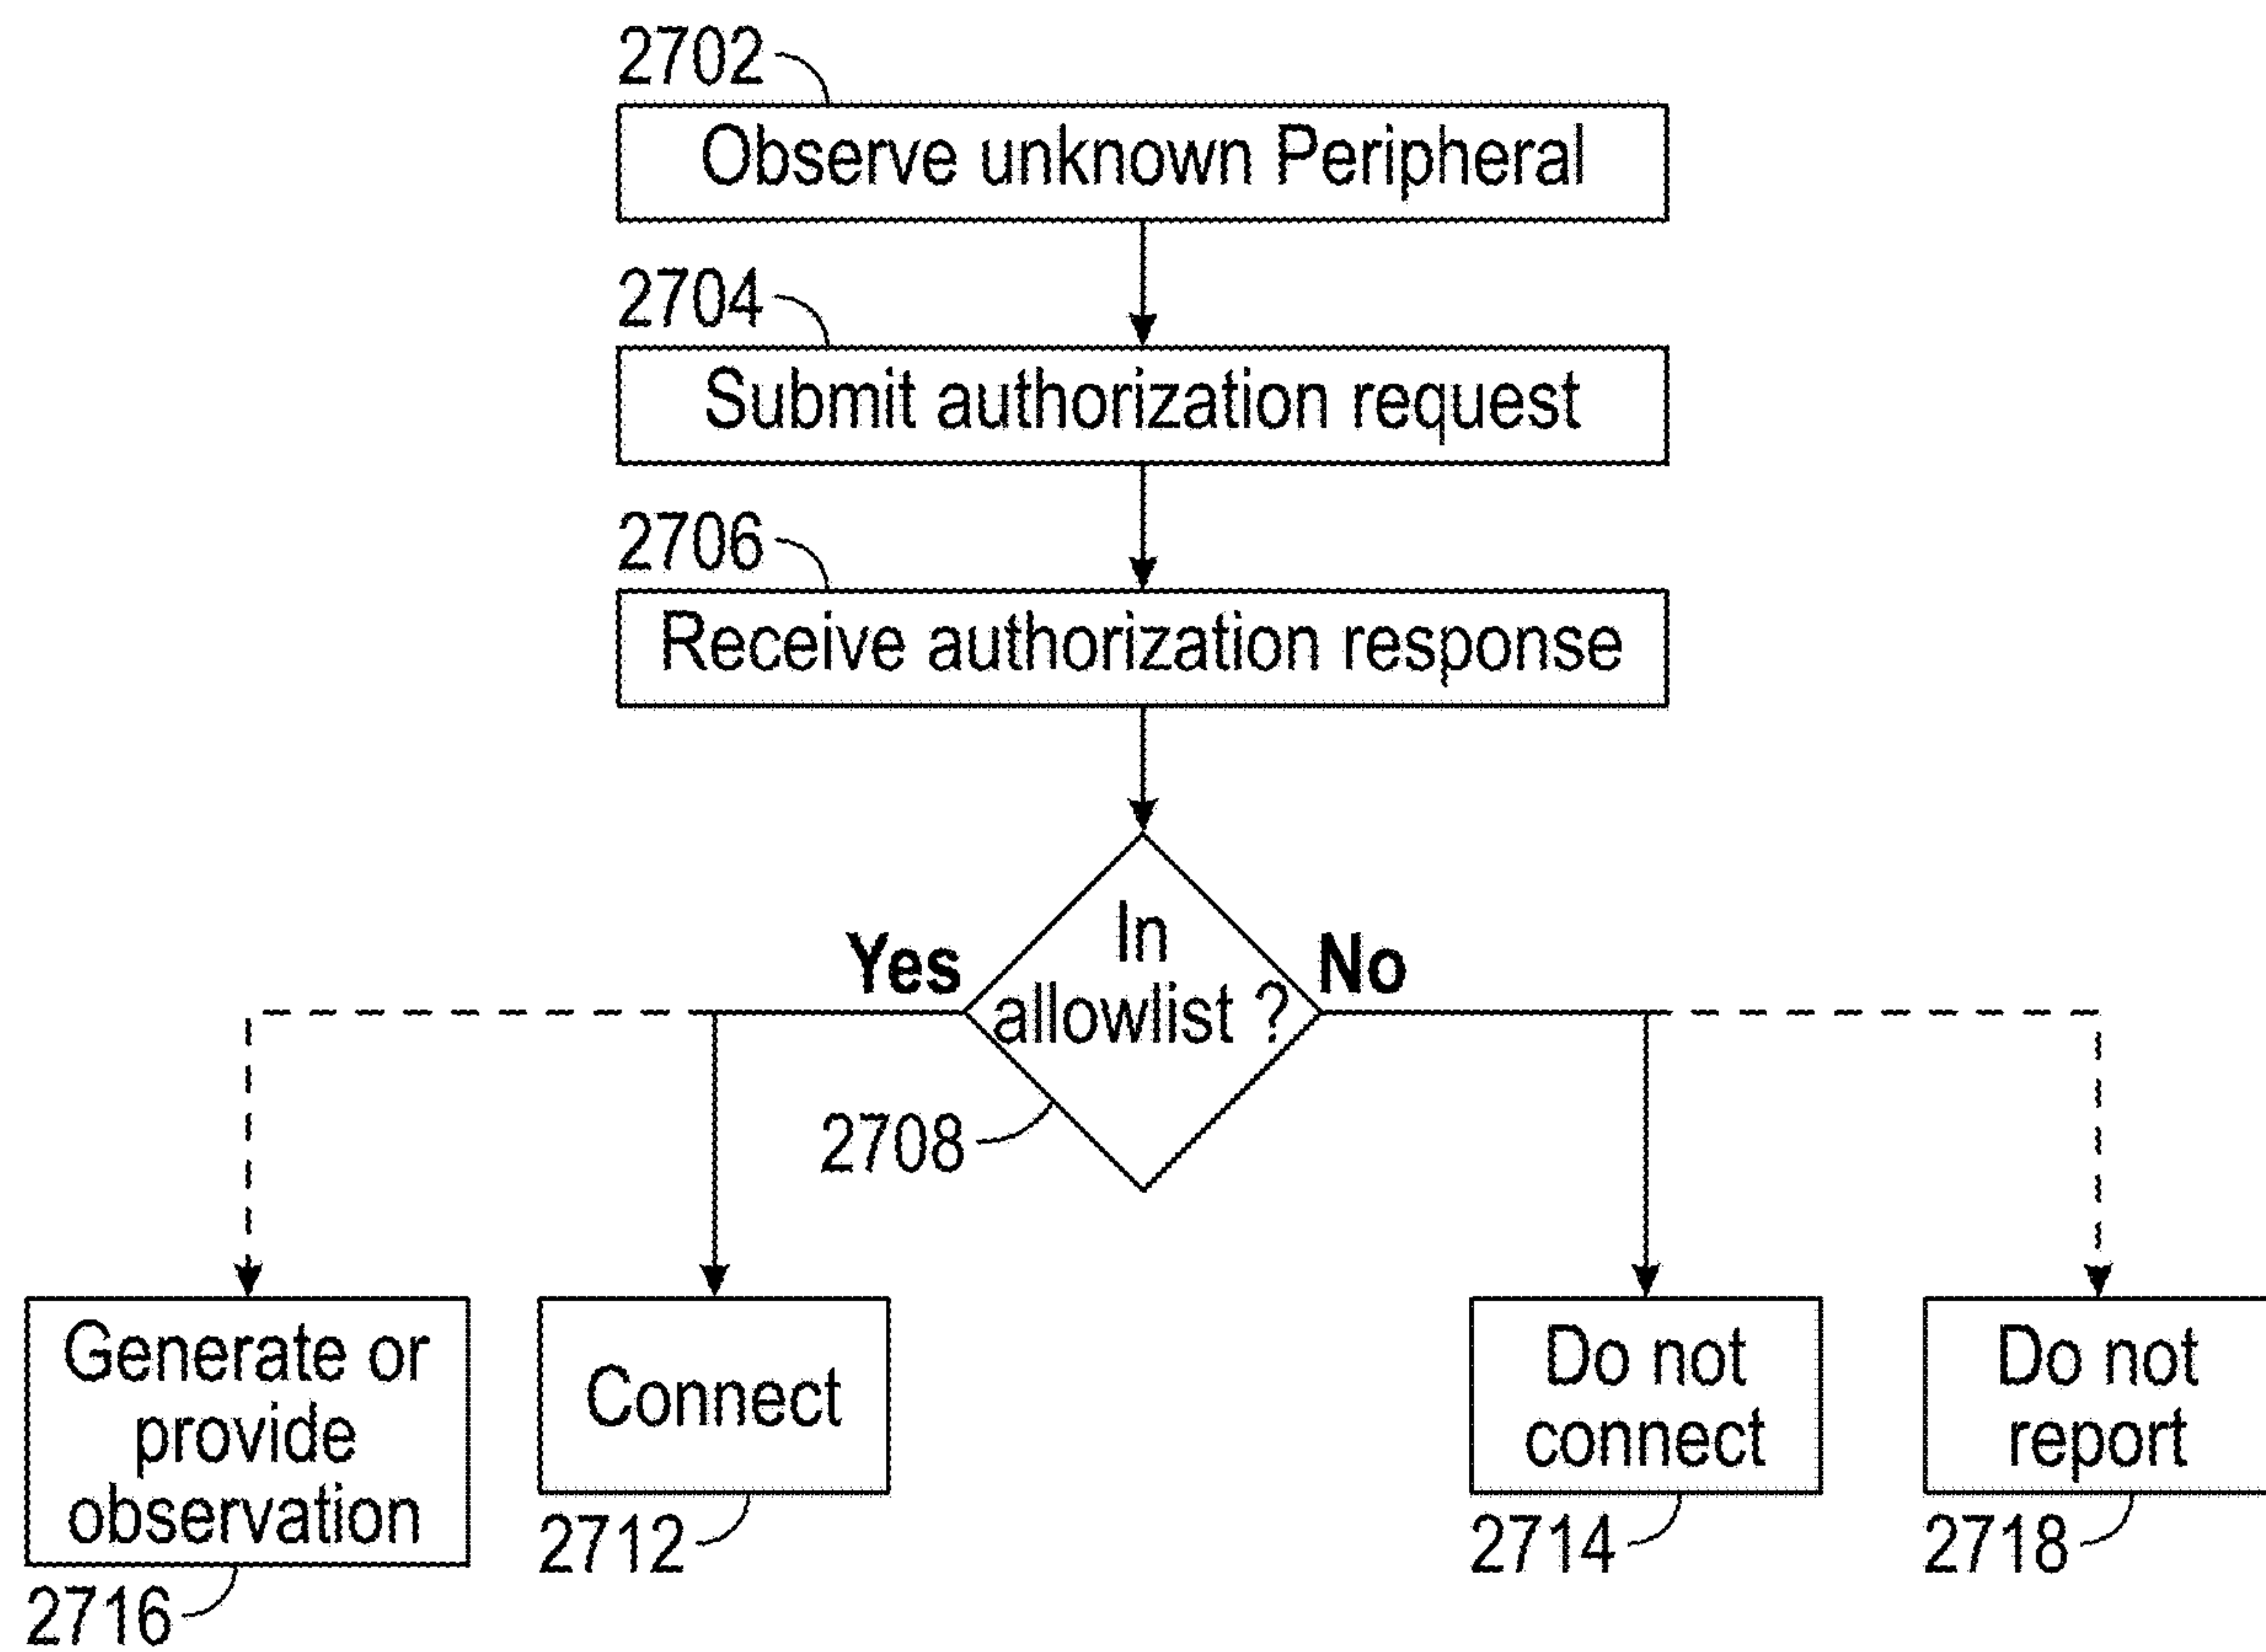 2702
Observe unknown Peripheral
2704
Submit authorization request
2706
Receive authorization response
In
allowlist ?
Yes
No
2708
Generate or
provide
observation
2716
Connect
2712
Do not
connect
2714
Do not
report
2718